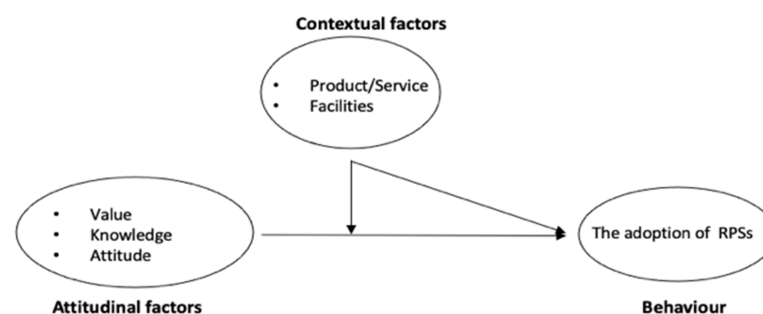 Contextual factors
• Product/Service
• Facilities
• Value
• Knowledge
• Attitude
The adoption of RPSs
Attitudinal factors
Behaviour